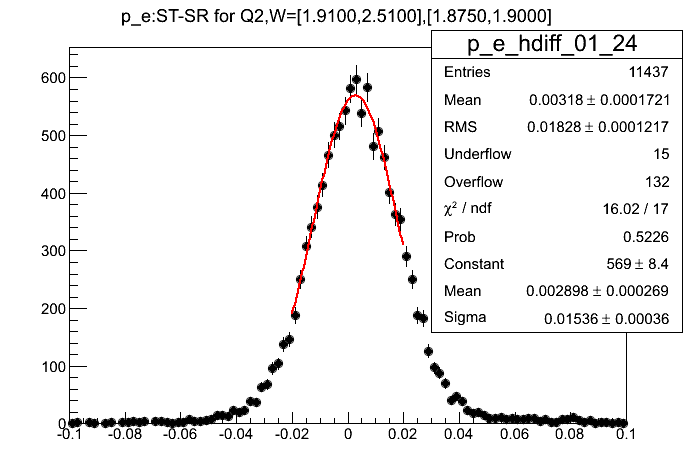 p_e:ST-SR for Q2,W=[1.9100,2.5100],[1.8750,1.9000]
p_e_hdiff_01_24
Entries 11437
Mean 0.00318 ± 0.0001721
RMS 0.01828 ± 0.0001217
Underflow 15
Overflow 132
χ² / ndf 16.02 / 17
Prob 0.5226
Constant 569 ± 8.4
Mean 0.002898 ± 0.000269
Sigma 0.01536 ± 0.00036
600
500
400
300
200
100
0
-0.1 -0.08 -0.06 -0.04 -0.02 0 0.02 0.04 0.06 0.08 0.1